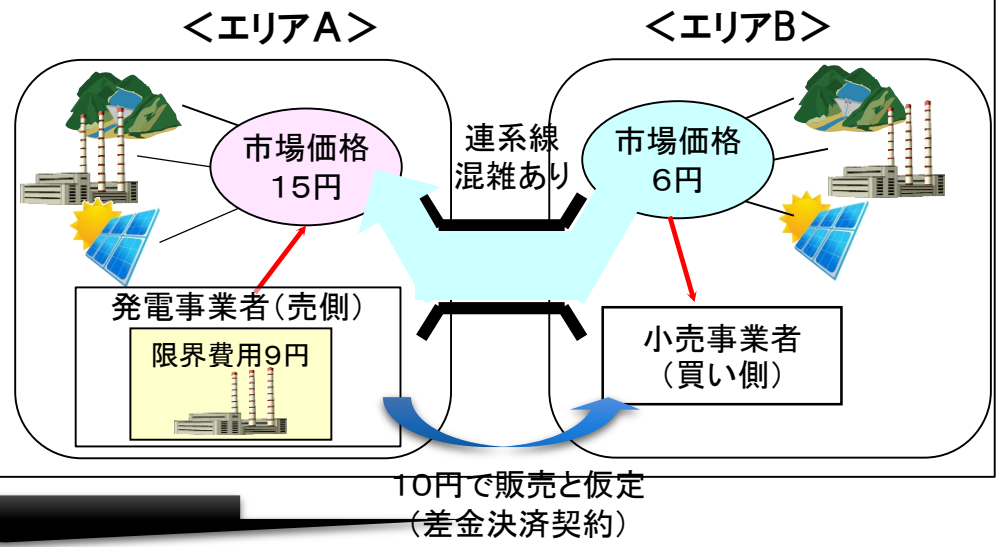 ＜エリアA＞
＜エリアB＞
市場価格
15円
連系線
混雑あり
市場価格
6円
発電事業者（売側）
限界費用９円
小売事業者
（買い側）
10円で販売と仮定
（差金決済契約）